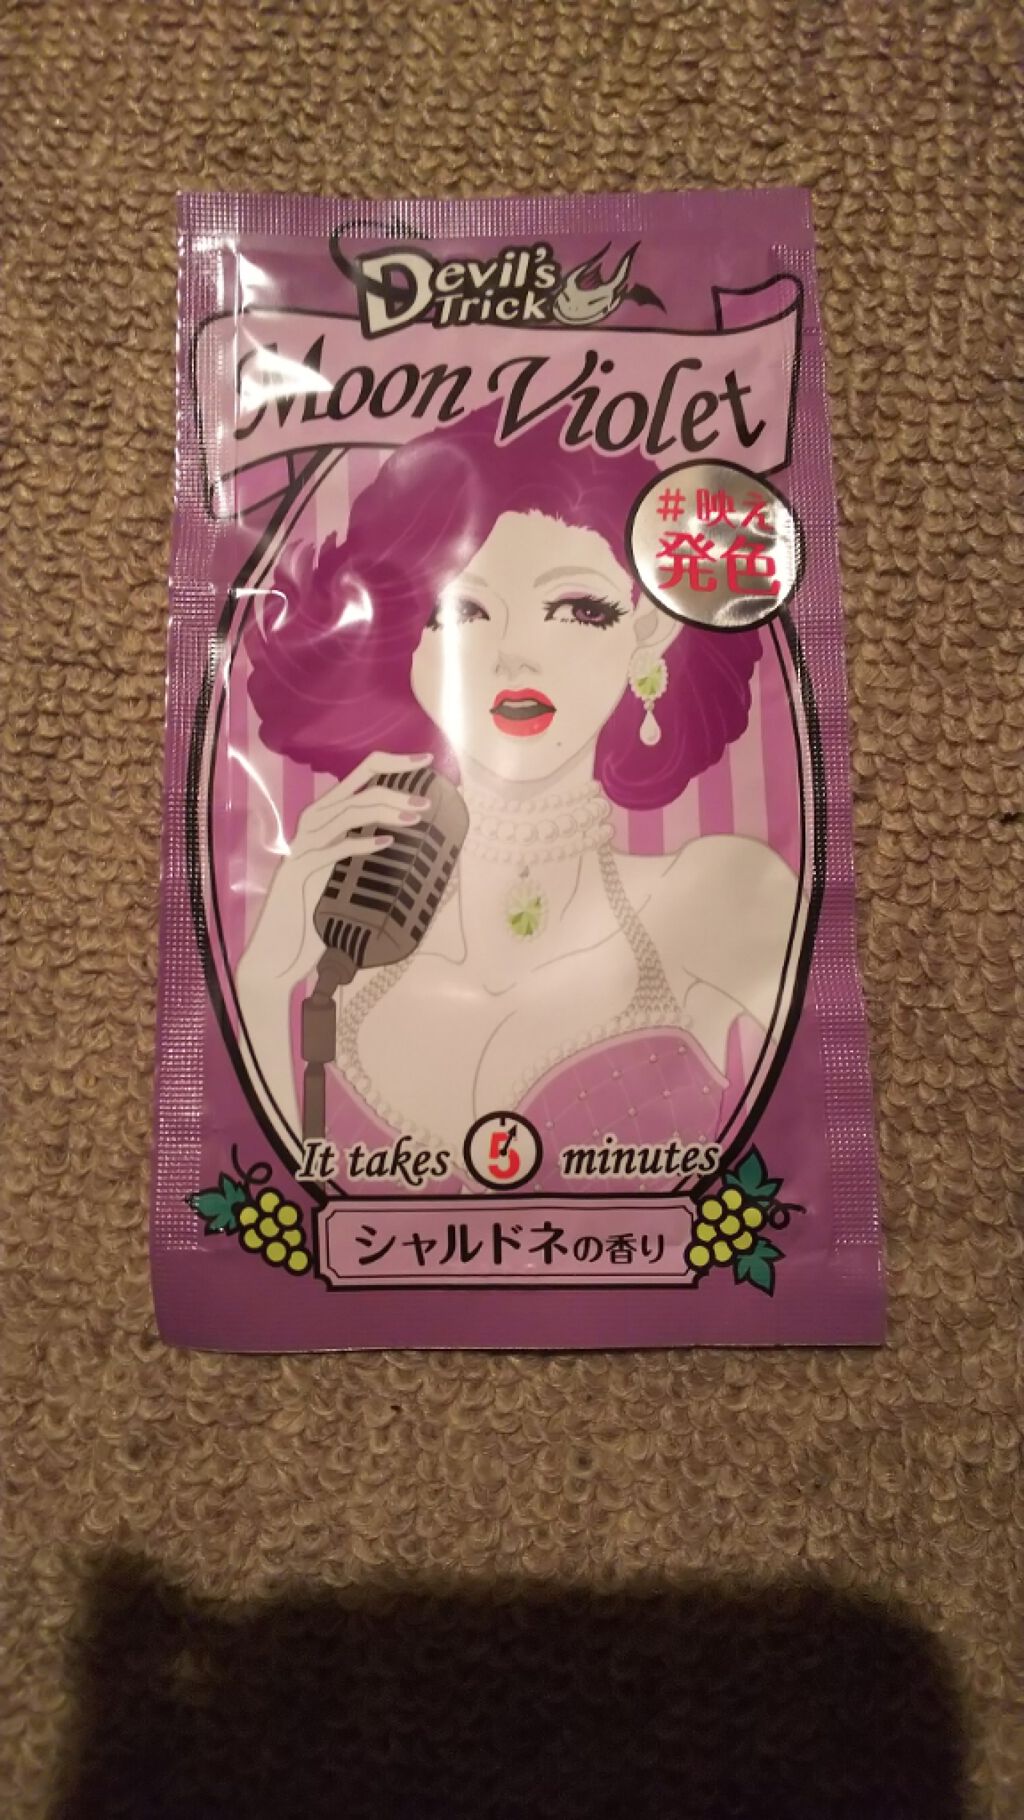 Devil's
Trick
Moon Violet
#映え
発色
It takes 5 minutes
シャルドネの香り